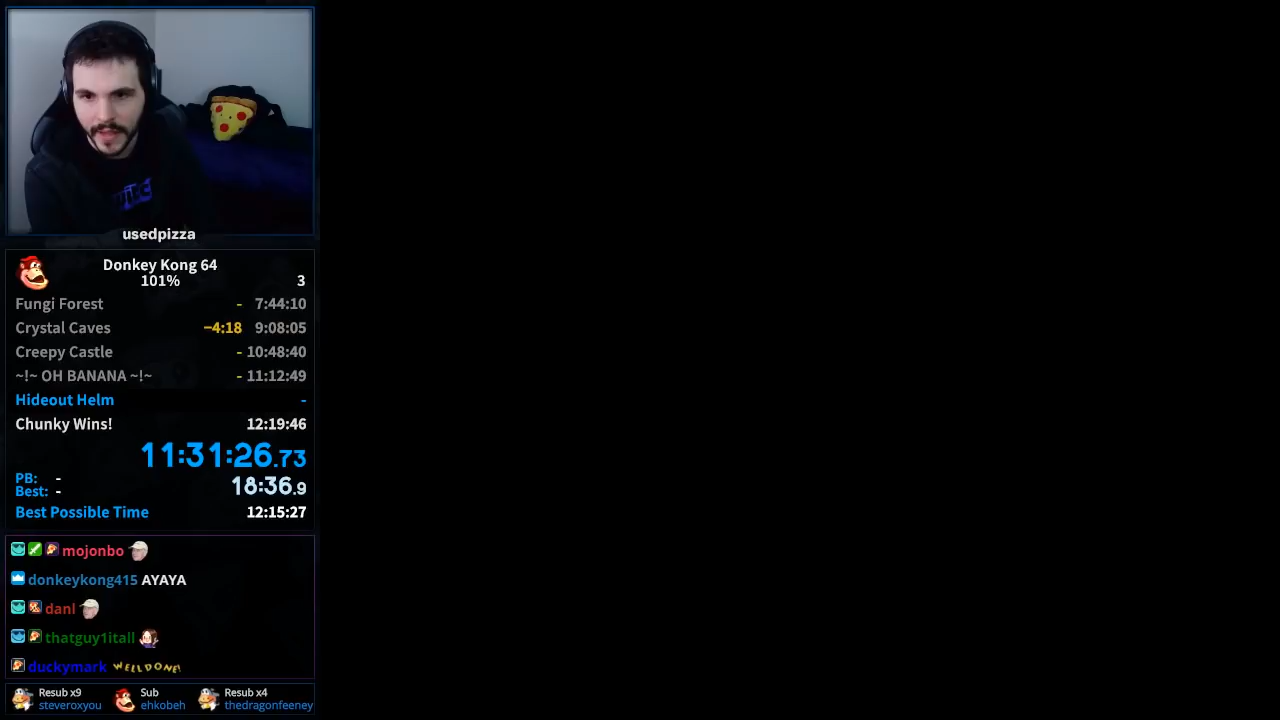 usedpizza
Donkey Kong 64
101% 3
Fungi Forest - 7:44:10
Crystal Caves −4:18 9:08:05
Creepy Castle - 10:48:40
~!~ OH BANANA ~!~ - 11:12:49
Hideout Helm -
Chunky Wins! 12:19:46
11:31:26.73
PB: -
Best: - 18:36.9
Best Possible Time 12:15:27
mojonbo
donkeykong415 AYAYA
danl
thatguy1itall
duckymark WELLDONE!
Resub x9 Sub Resub x4
steveroxyou ehkobeh thedragonfeeney